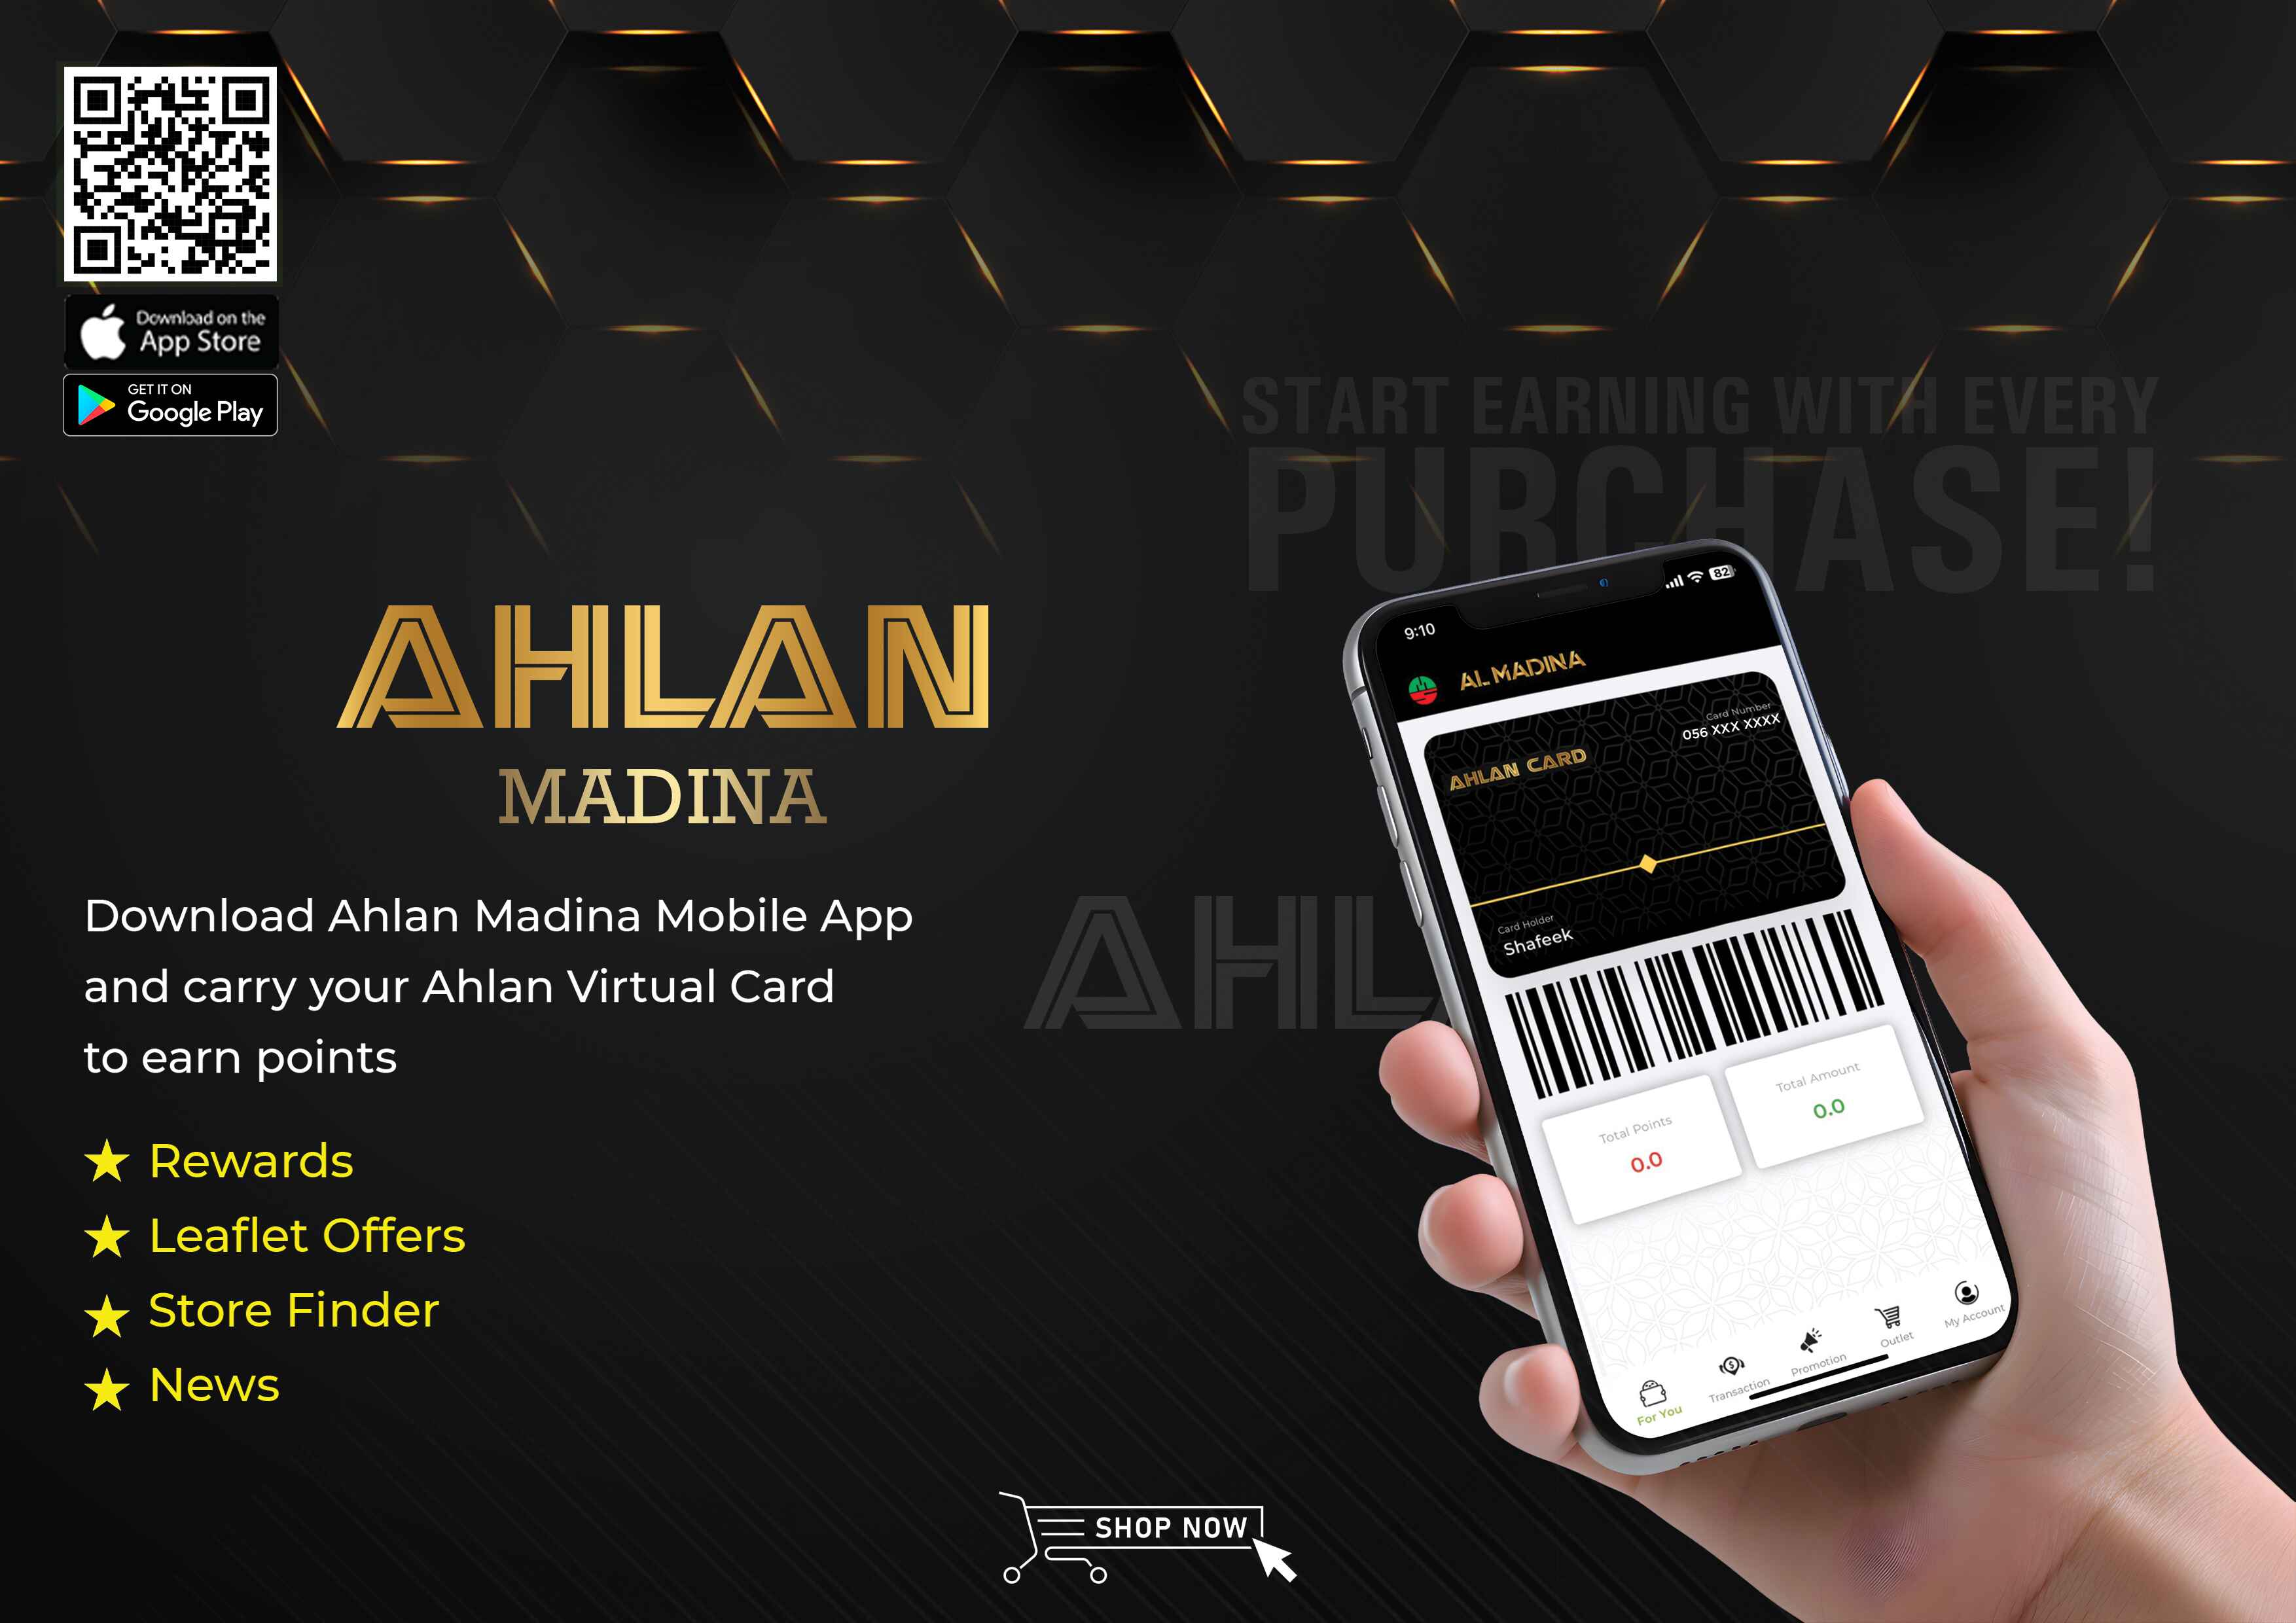 Download on the
App Store
GET IT ON
Google Play
START EARNING WITH EVERY
PURCHASE!
AHLAN
MADINA
Download Ahlan Madina Mobile App
and carry your Ahlan Virtual Card
to earn points
★ Rewards
★ Leaflet Offers
★ Store Finder
★ News
AHL
9:10
82
AL MADINA
Card Number
056 XXX XXXX
AHLAN CARD
Card Holder
Shafeek
Total Points
0.0
Total Amount
0.0
For You
Transaction
Promotion
Outlet
My Account
SHOP NOW